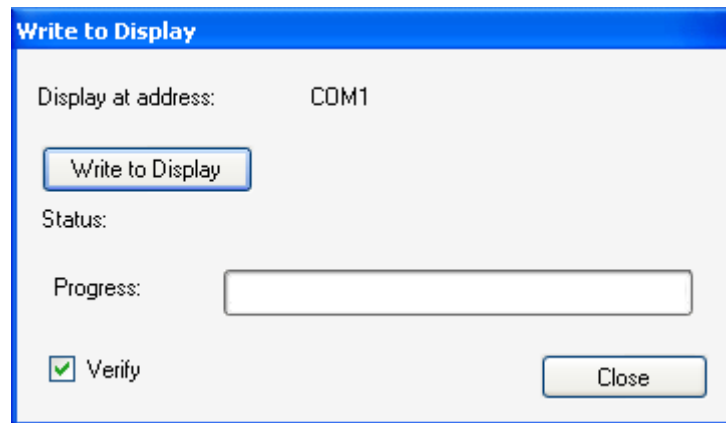 Write to Display
Display at address: COM1
Write to Display
Status:
Progress:
Verify
Close